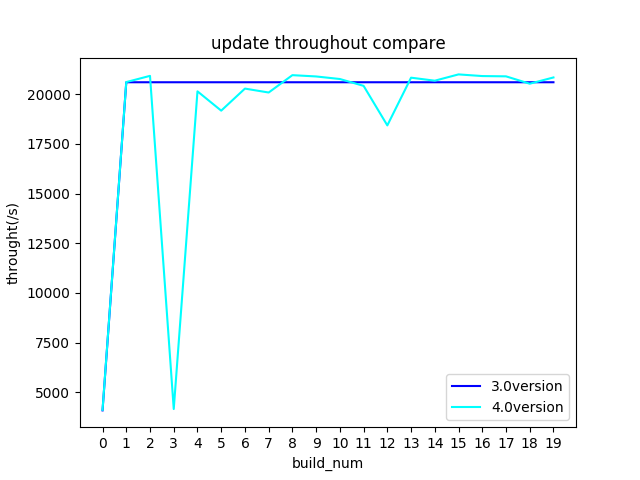 update throughout compare
throught(/s)
20000
17500
15000
12500
10000
7500
5000
3.0version
4.0version
0 1 2 3 4 5 6 7 8 9 10 11 12 13 14 15 16 17 18 19
build_num